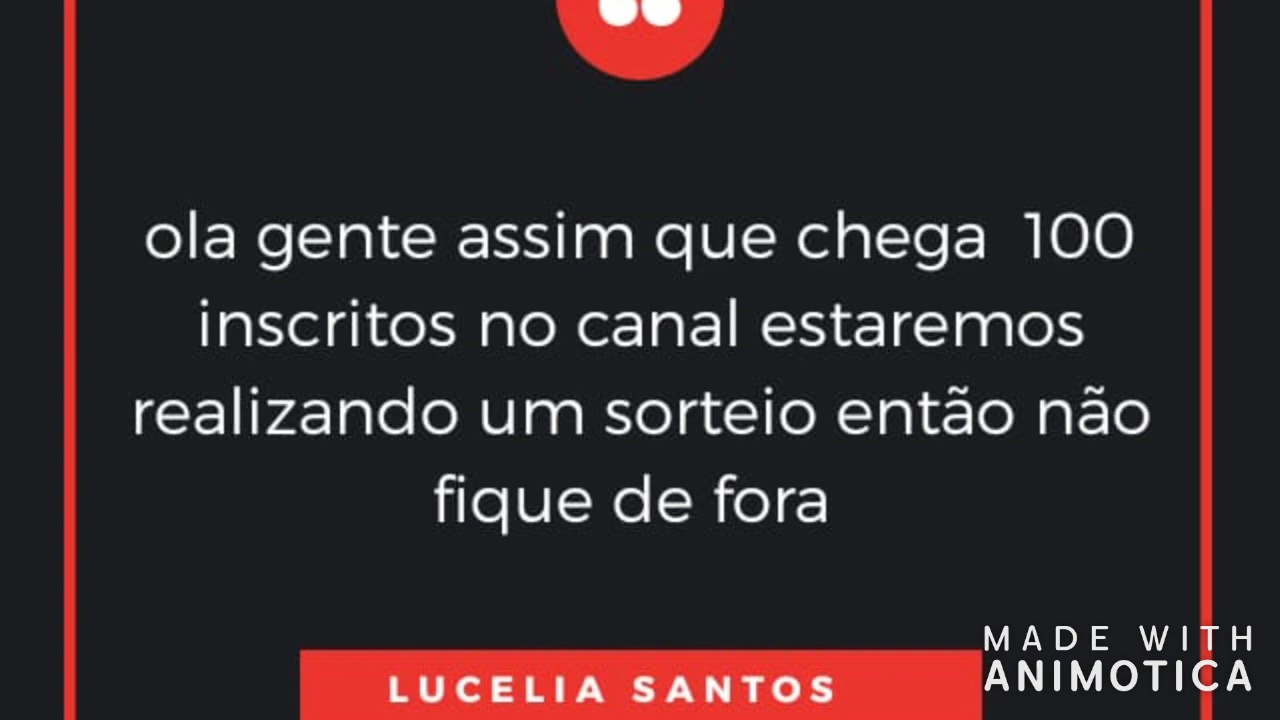 ola gente assim que chega  100
inscritos no canal estaremos
realizando um sorteio então não
fique de fora
LUCELIA SANTOS
MADE WITH
ANIMOTICA